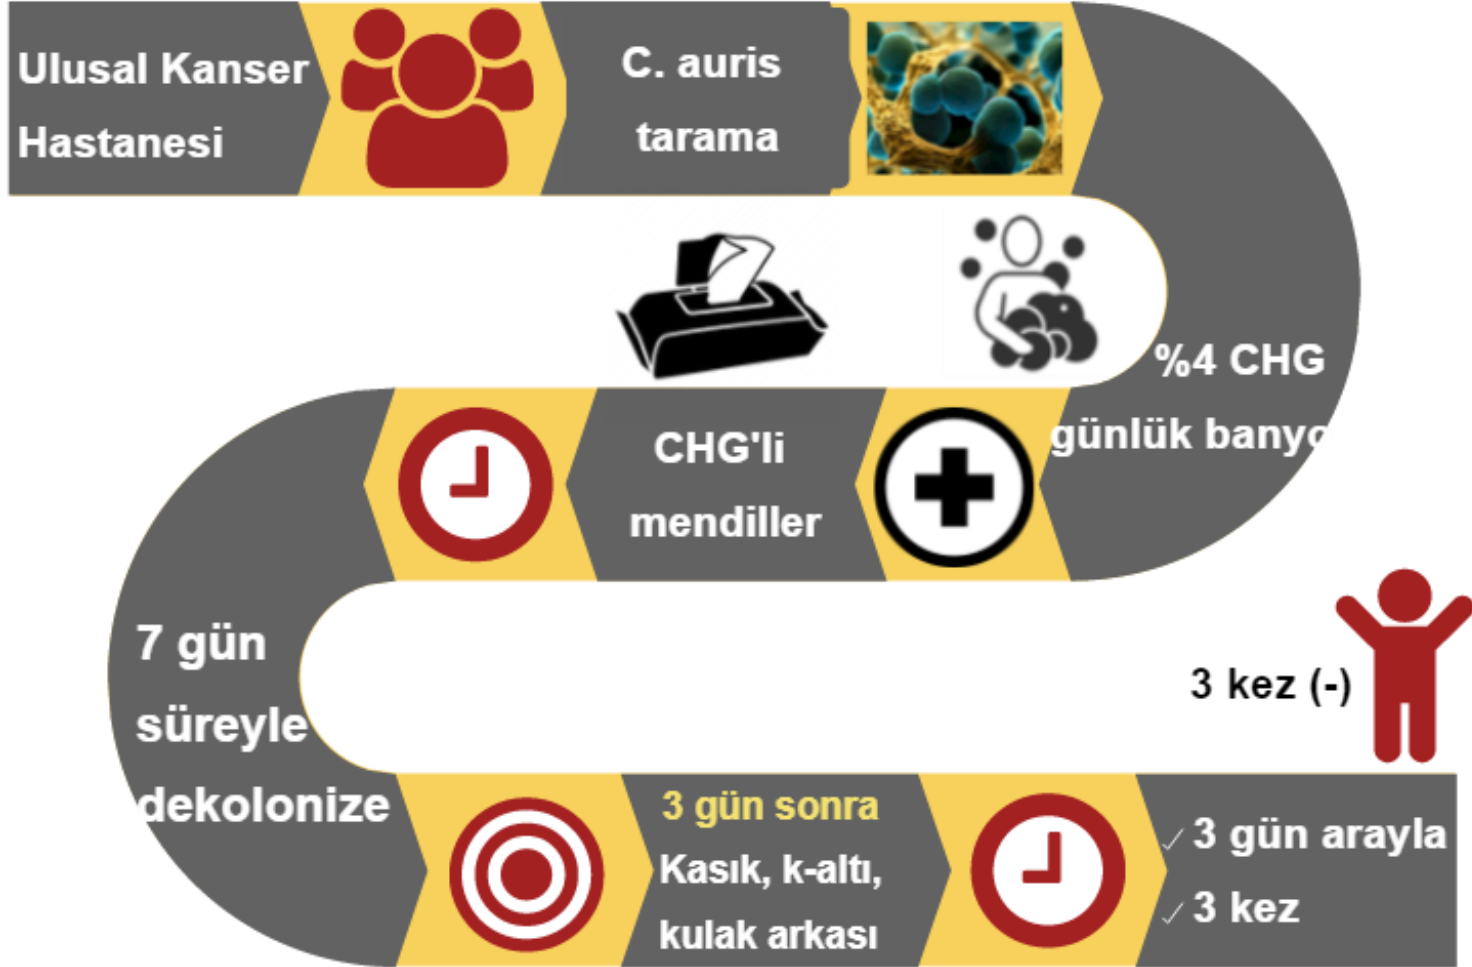 Ulusal Kanser
Hastanesi
C. auris
tarama
%4 CHG
günlük banyo
CHG'li
mendiller
7 gün
süreyle
dekolonize
3 gün sonra
Kasık, k-altı,
kulak arkası
3 gün arayla
3 kez
3 kez (-)